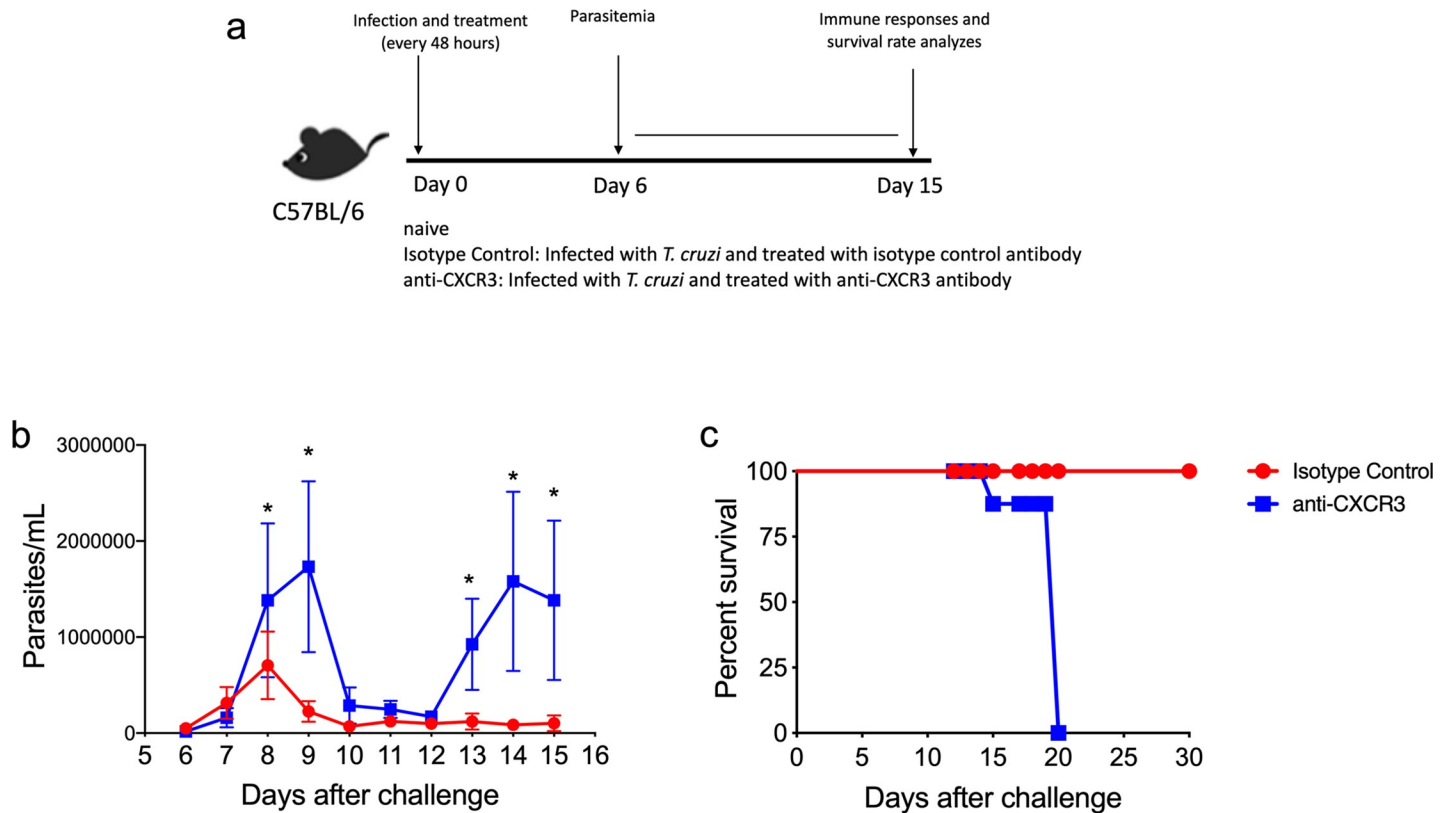 a
Infection and treatment
(every 48 hours)
Parasitemia
Immune responses and
survival rate analyzes
C57BL/6
Day 0
Day 6
Day 15
naive
Isotype Control: Infected with T. cruzi and treated with isotype control antibody
anti-CXCR3: Infected with T. cruzi and treated with anti-CXCR3 antibody
b
Parasites/mL
3000000
2000000
1000000
0
* * * * *
5 6 7 8 9 10 11 12 13 14 15 16
Days after challenge
c
Percent survival
100
75
50
25
0
0 5 10 15 20 25 30
Days after challenge
Isotype Control
anti-CXCR3